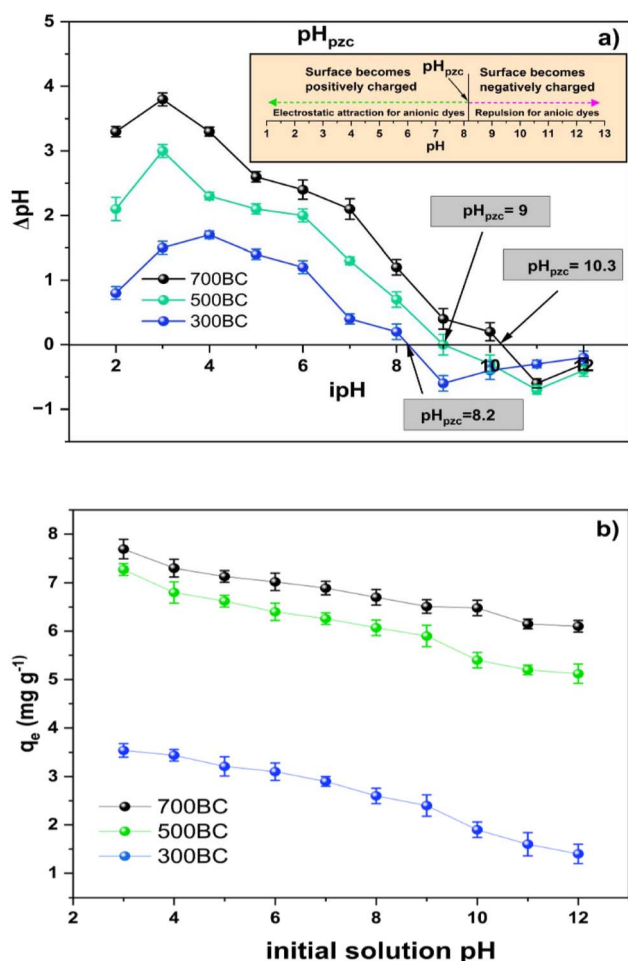 pHpzc
a)
Surface becomes positively charged
pHpzc
Surface becomes negatively charged
Electrostatic attraction for anionic dyes
Repulsion for anioic dyes
1 2 3 4 5 6 7 8 9 10 11 12 13
pH
5
4
3
2
1
0
−1
ΔpH
pHpzc= 9
pHpzc= 10.3
700BC
500BC
300BC
2 4 6 8 10 12
ipH
pHpzc=8.2
b)
8
7
6
5
4
3
2
1
qe (mg g-1)
700BC
500BC
300BC
2 4 6 8 10 12
initial solution pH